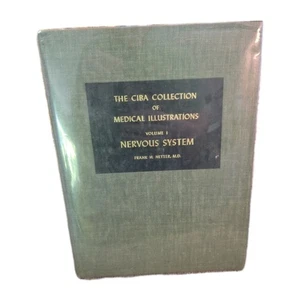 THE CIBA COLLECTION
OF
MEDICAL ILLUSTRATIONS
VOLUME 1
NERVOUS SYSTEM
FRANK H. NETTER, M.D.